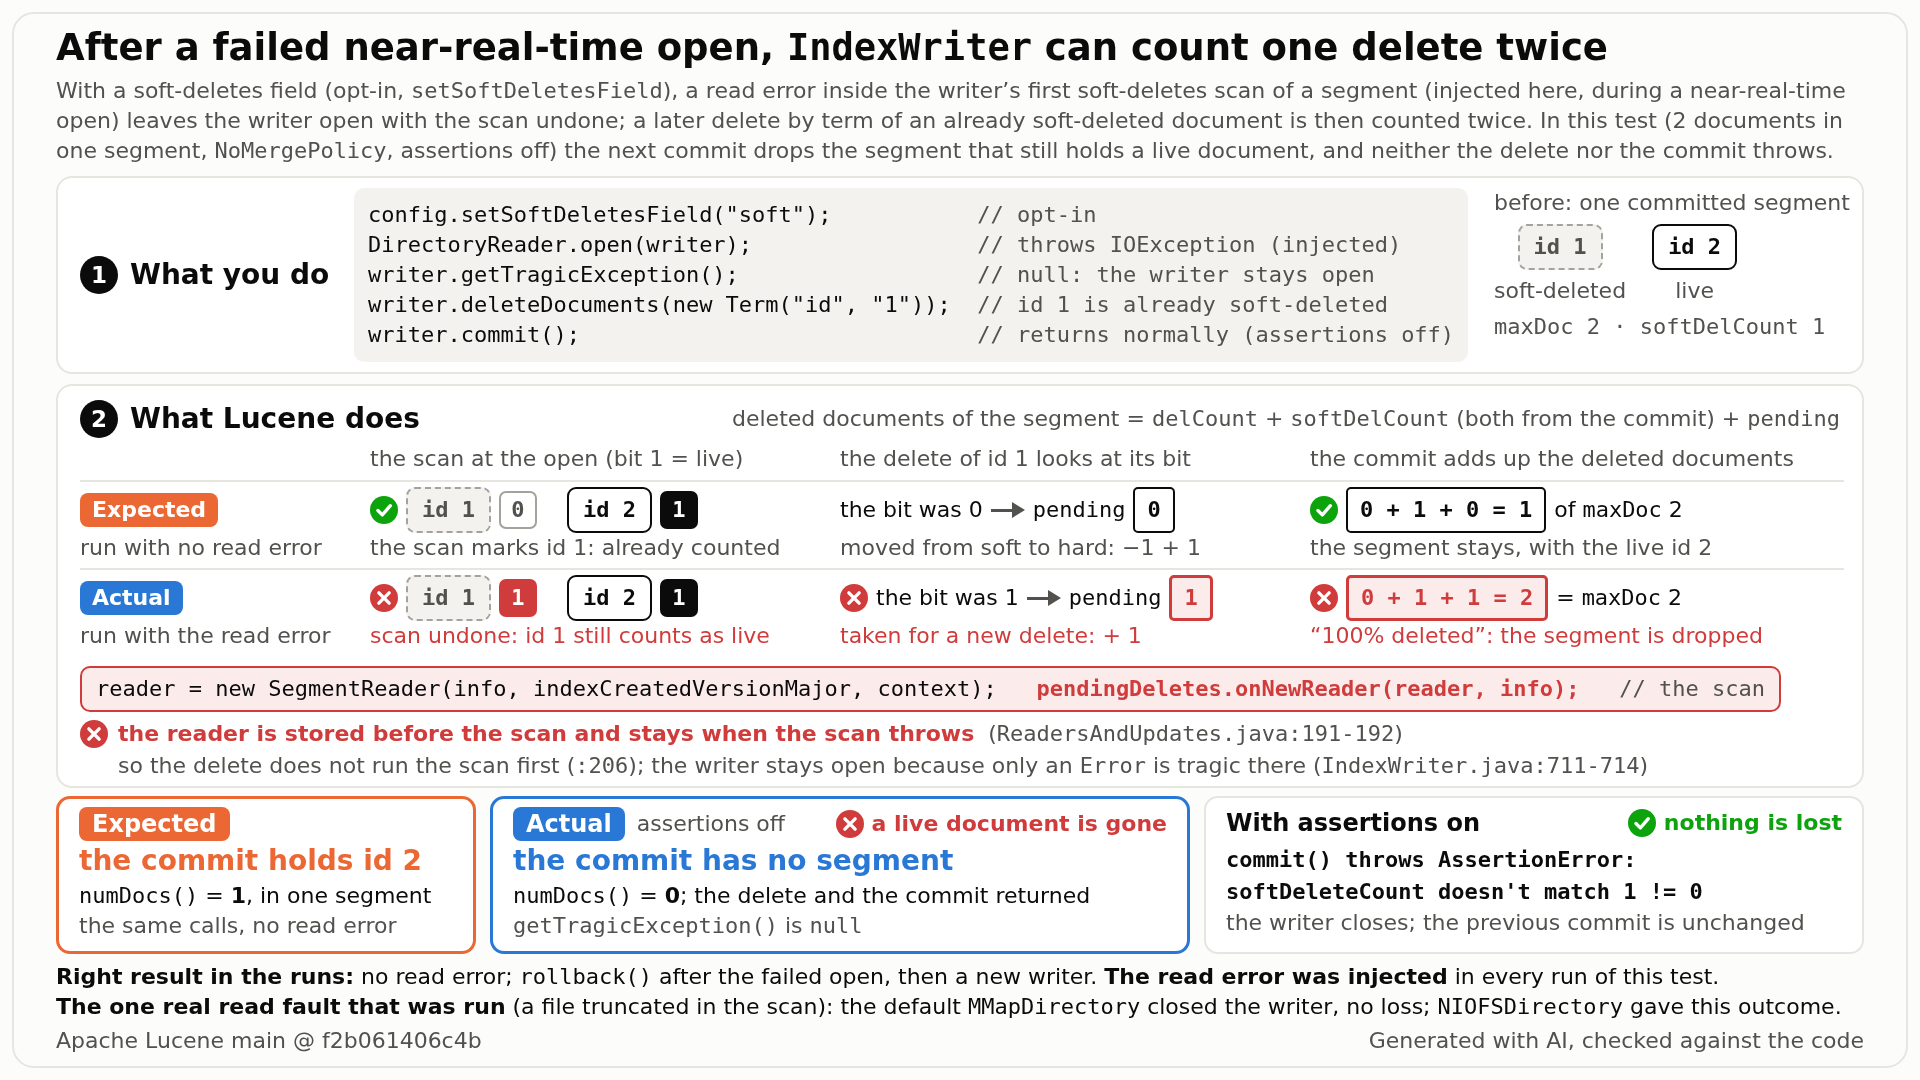 After a failed near-real-time open, IndexWriter can count one delete twice
With a soft-deletes field (opt-in, setSoftDeletesField), a read error inside the writer’s first soft-deletes scan of a segment (injected here, during a near-real-time
open) leaves the writer open with the scan undone; a later delete by term of an already soft-deleted document is then counted twice. In this test (2 documents in
one segment, NoMergePolicy, assertions off) the next commit drops the segment that still holds a live document, and neither the delete nor the commit throws.
1 What you do
config.setSoftDeletesField("soft"); // opt-in
DirectoryReader.open(writer); // throws IOException (injected)
writer.getTragicException(); // null: the writer stays open
writer.deleteDocuments(new Term("id", "1")); // id 1 is already soft-deleted
writer.commit(); // returns normally (assertions off)
before: one committed segment
id 1 id 2
soft-deleted live
maxDoc 2 · softDelCount 1
2 What Lucene does
deleted documents of the segment = delCount + softDelCount (both from the commit) + pending
the scan at the open (bit 1 = live) the delete of id 1 looks at its bit the commit adds up the deleted documents
Expected id 1 0 id 2 1 the bit was 0 → pending 0 0 + 1 + 0 = 1 of maxDoc 2
run with no read error the scan marks id 1: already counted moved from soft to hard: −1 + 1 the segment stays, with the live id 2
Actual id 1 1 id 2 1 the bit was 1 → pending 1 0 + 1 + 1 = 2 = maxDoc 2
run with the read error scan undone: id 1 still counts as live taken for a new delete: + 1 “100% deleted”: the segment is dropped
reader = new SegmentReader(info, indexCreatedVersionMajor, context); pendingDeletes.onNewReader(reader, info); // the scan
the reader is stored before the scan and stays when the scan throws (ReadersAndUpdates.java:191-192)
so the delete does not run the scan first (:206); the writer stays open because only an Error is tragic there (IndexWriter.java:711-714)
Expected
the commit holds id 2
numDocs() = 1, in one segment
the same calls, no read error
Actual assertions off a live document is gone
the commit has no segment
numDocs() = 0; the delete and the commit returned
getTragicException() is null
With assertions on nothing is lost
commit() throws AssertionError:
softDeleteCount doesn't match 1 != 0
the writer closes; the previous commit is unchanged
Right result in the runs: no read error; rollback() after the failed open, then a new writer. The read error was injected in every run of this test.
The one real read fault that was run (a file truncated in the scan): the default MMapDirectory closed the writer, no loss; NIOFSDirectory gave this outcome.
Apache Lucene main @ f2b061406c4b
Generated with AI, checked against the code